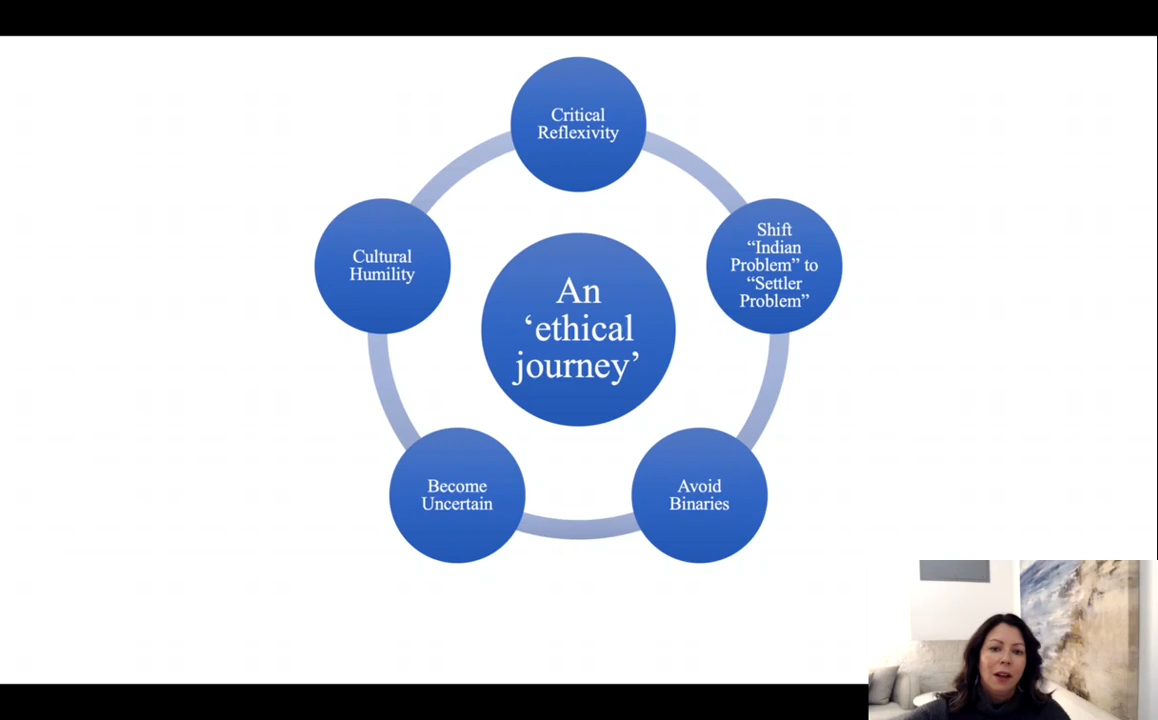 Critical
Reflexivity
Shift
“Indian
Problem” to
“Settler
Problem”
Avoid
Binaries
Become
Uncertain
Cultural
Humility
An
‘ethical
journey’